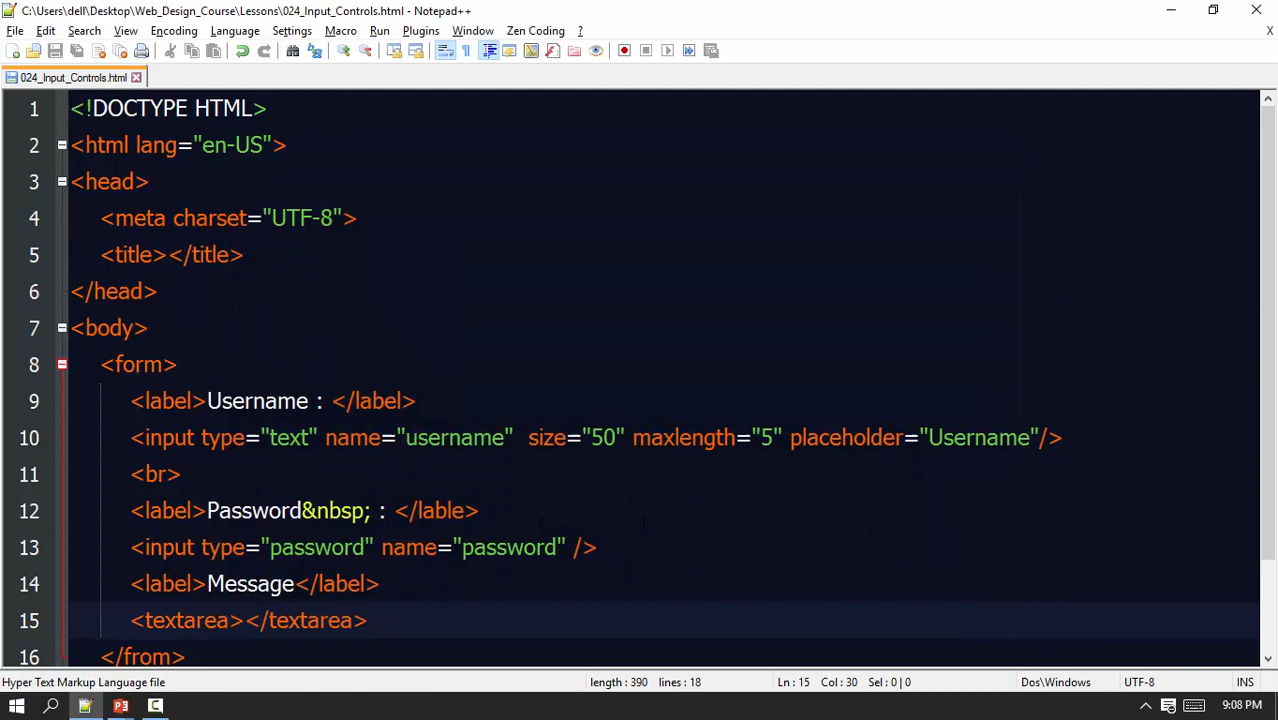 C:\Users\dell\Desktop\Web_Design_Course\Lessons\024_Input_Controls.html - Notepad++
File Edit Search View Encoding Language Settings Macro Run Plugins Window Zen Coding ? X
024_Input_Controls.html
1 <!DOCTYPE HTML>
2 <html lang="en-US">
3 <head>
4 <meta charset="UTF-8">
5 <title></title>
6 </head>
7 <body>
8 <form>
9 <label>Username : </label>
10 <input type="text" name="username" size="50" maxlength="5" placeholder="Username"/>
11 <br>
12 <label>Password&nbsp; : </lable>
13 <input type="password" name="password" />
14 <label>Message</label>
15 <textarea></textarea>
16 </from>
Hyper Text Markup Language file length : 390 lines : 18 Ln : 15 Col : 30 Sel : 0 | 0 Dos\Windows UTF-8 INS
9:08 PM